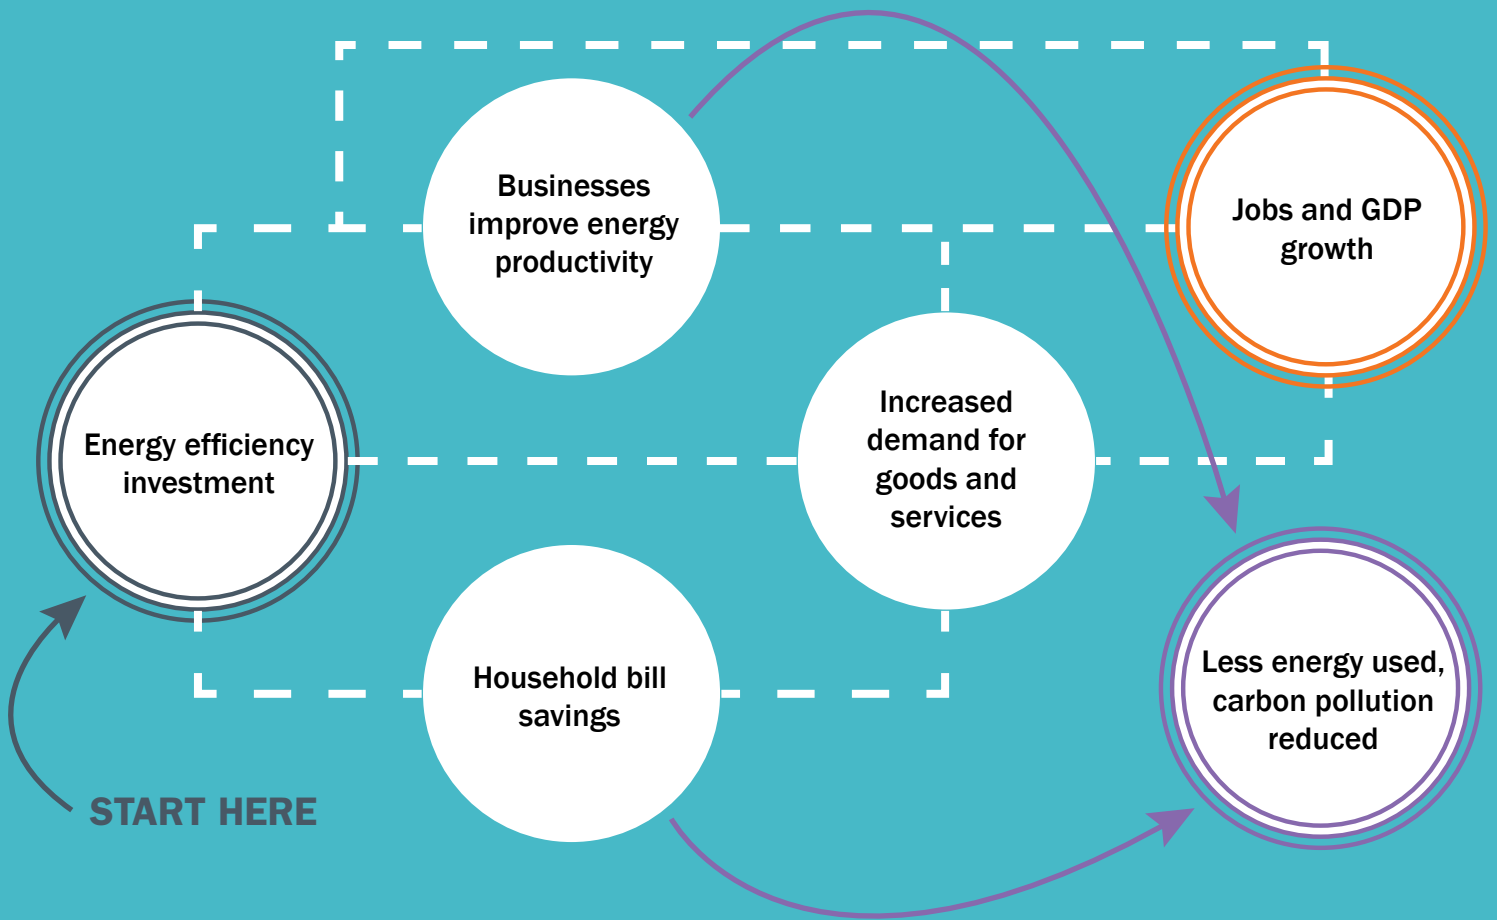 Businesses
improve energy
productivity
Jobs and GDP
growth
Energy efficiency
investment
Increased
demand for
goods and
services
Household bill
savings
Less energy used,
carbon pollution
reduced
START HERE